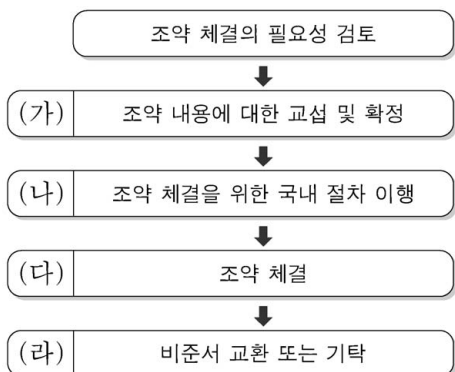 조약 체결의 필요성 검토
(가) 조약 내용에 대한 교섭 및 확정
(나) 조약 체결을 위한 국내 절차 이행
(다) 조약 체결
(라) 비준서 교환 또는 기탁